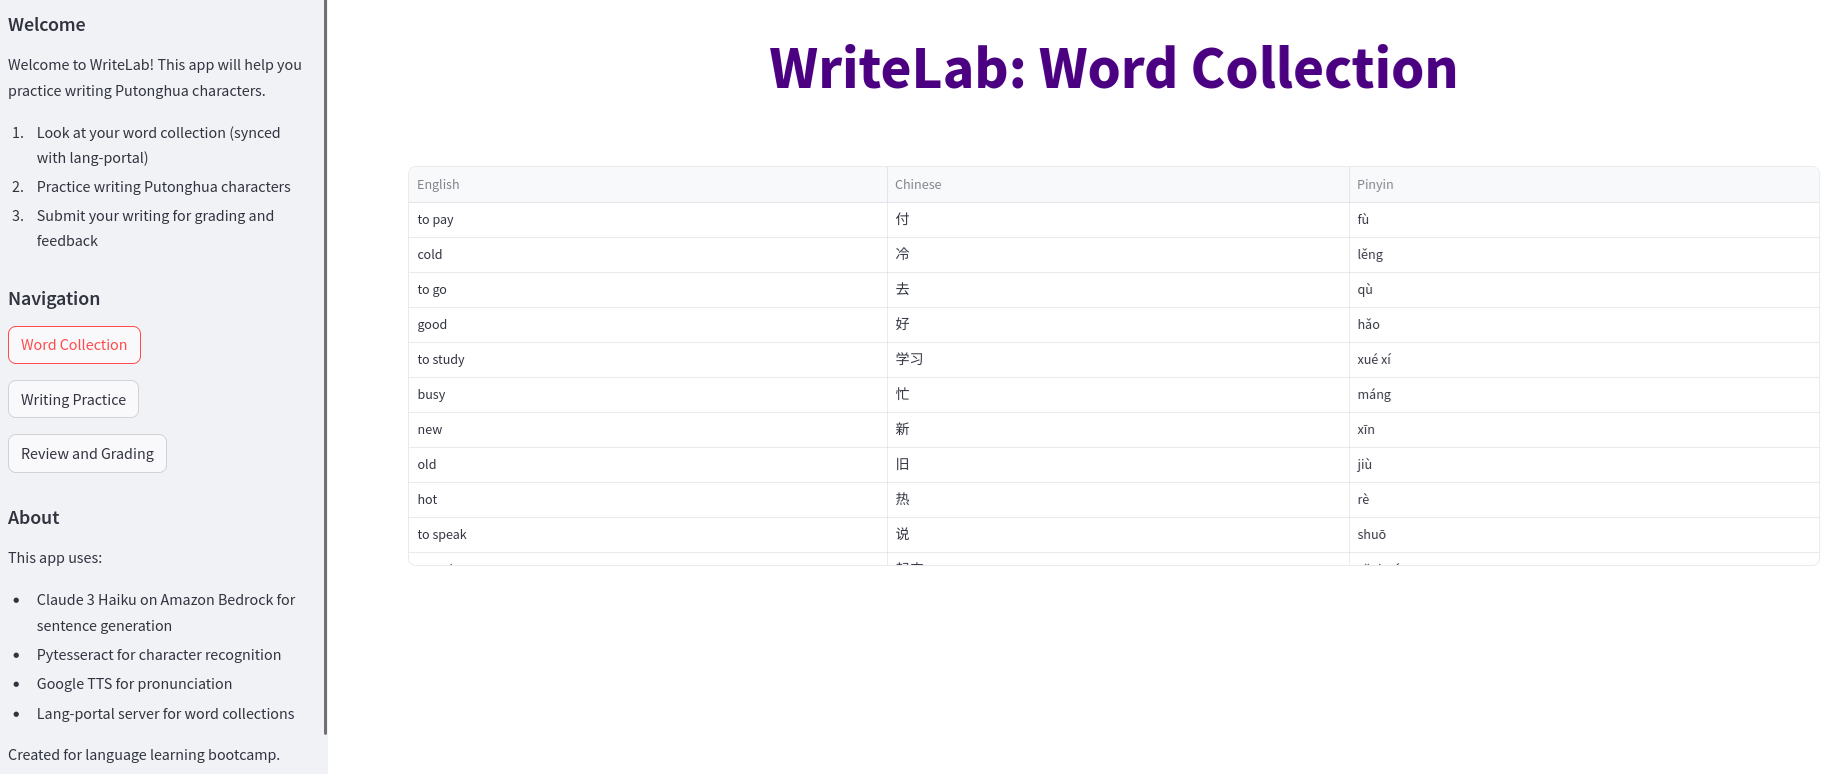 Welcome
Welcome to WriteLab! This app will help you
practice writing Putonghua characters.
1. Look at your word collection (synced
with lang-portal)
2. Practice writing Putonghua characters
3. Submit your writing for grading and
feedback
Navigation
Word Collection
Writing Practice
Review and Grading
About
This app uses:
• Claude 3 Haiku on Amazon Bedrock for
sentence generation
• Pytesseract for character recognition
• Google TTS for pronunciation
• Lang-portal server for word collections
Created for language learning bootcamp.
WriteLab: Word Collection
English Chinese Pinyin
to pay 付 fù
cold 冷 lěng
to go 去 qù
good 好 hǎo
to study 学习 xué xí
busy 忙 máng
new 新 xīn
old 旧 jiù
hot 热 rè
to speak 说 shuō